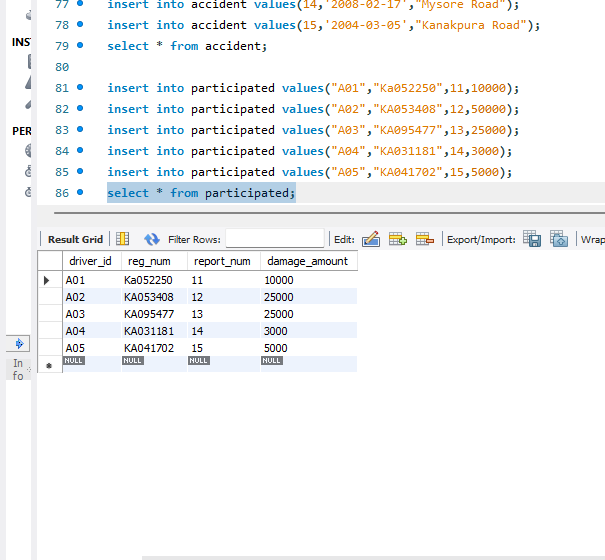 77 insert into accident values(14,'2008-02-17',"Mysore Road");
78 insert into accident values(15,'2004-03-05',"Kanakpura Road");
79 select * from accident;
80
81 insert into participated values("A01","Ka052250",11,10000);
82 insert into participated values("A02","KA053408",12,50000);
83 insert into participated values("A03","KA095477",13,25000);
84 insert into participated values("A04","KA031181",14,3000);
85 insert into participated values("A05","KA041702",15,5000);
86 select * from participated;
INST
PER
Result Grid Filter Rows: Edit: Export/Import: Wrap
driver_id reg_num report_num damage_amount
A01 Ka052250 11 10000
A02 KA053408 12 25000
A03 KA095477 13 25000
A04 KA031181 14 3000
A05 KA041702 15 5000
NULL NULL NULL NULL
In
fo